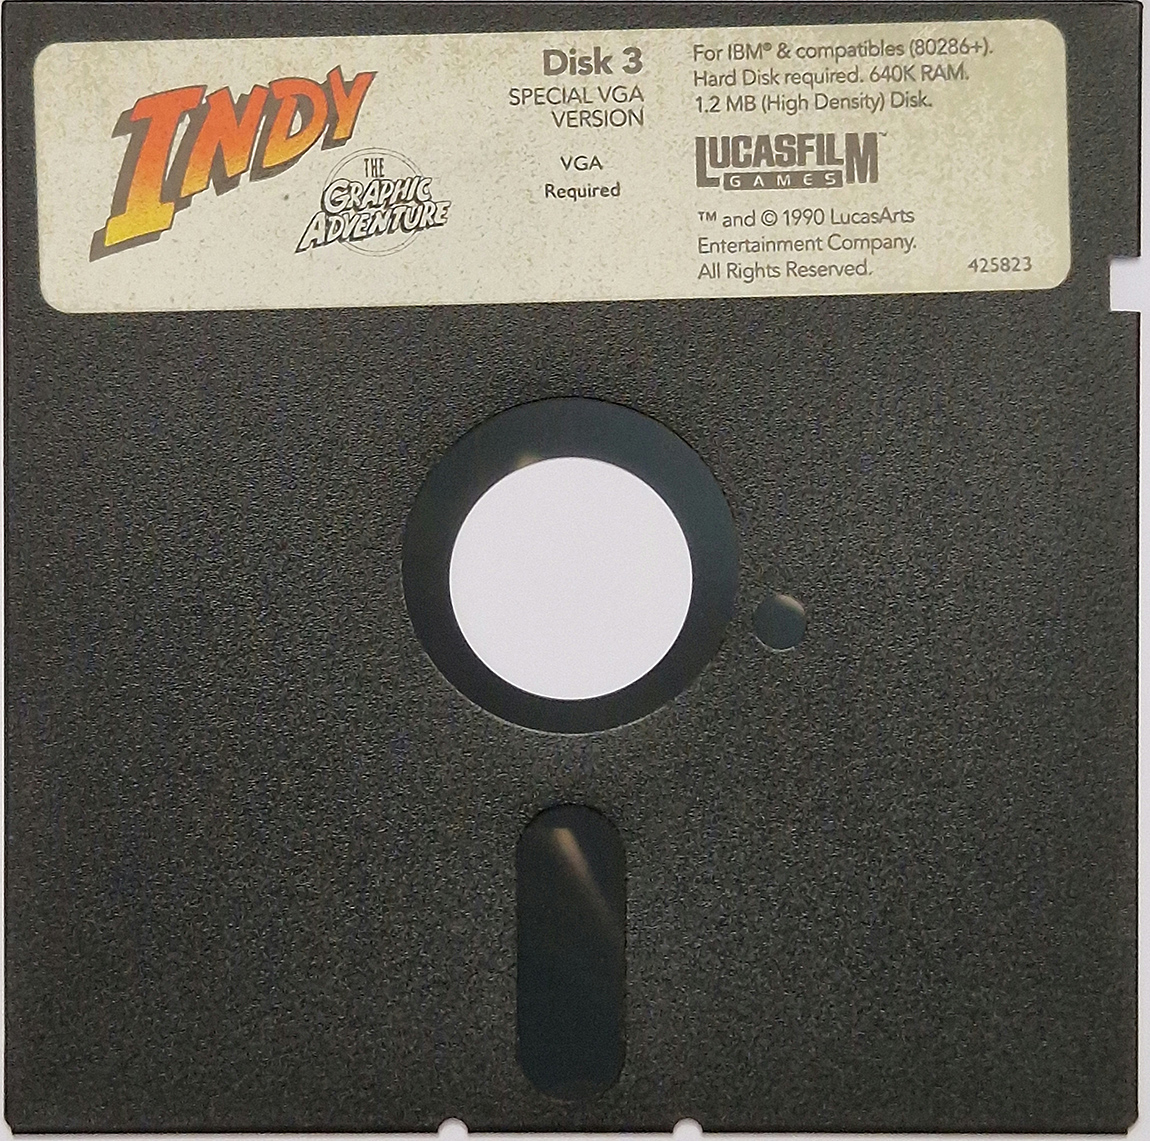 INDY
THE
GRAPHIC
ADVENTURE
Disk 3
SPECIAL VGA
VERSION
VGA
Required
For IBM® & compatibles (80286+).
Hard Disk required. 640K RAM.
1.2 MB (High Density) Disk.
LUCASFILM™
GAMES
™ and © 1990 LucasArts
Entertainment Company.
All Rights Reserved.
425823